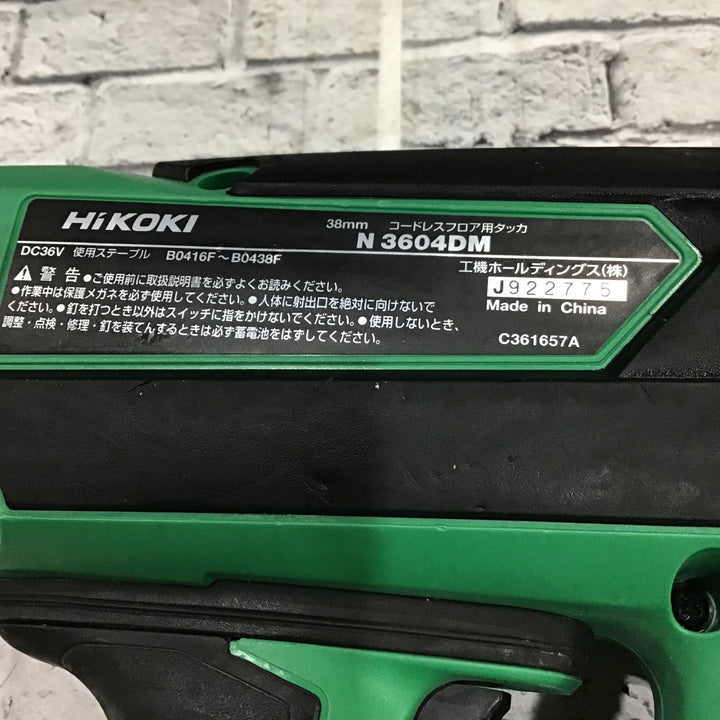 HiKOKI
38mm コードレスフロア用タッカ
N 3604DM
DC36V 使用ステープル B0416F～B0438F
工機ホールディングス(株)
J922775
Made in China
C361657A
⚠警告●ご使用前に取扱説明書を必ずよくお読みください。
●作業中は保護メガネを必ず使用してください。●人体に射出口を絶対に向けないで
ください。●釘を打つとき以外はスイッチに指をかけないでください。●使用しないとき、
調整・点検・修理・釘を装てんするときは必ず蓄電池をはずしてください。